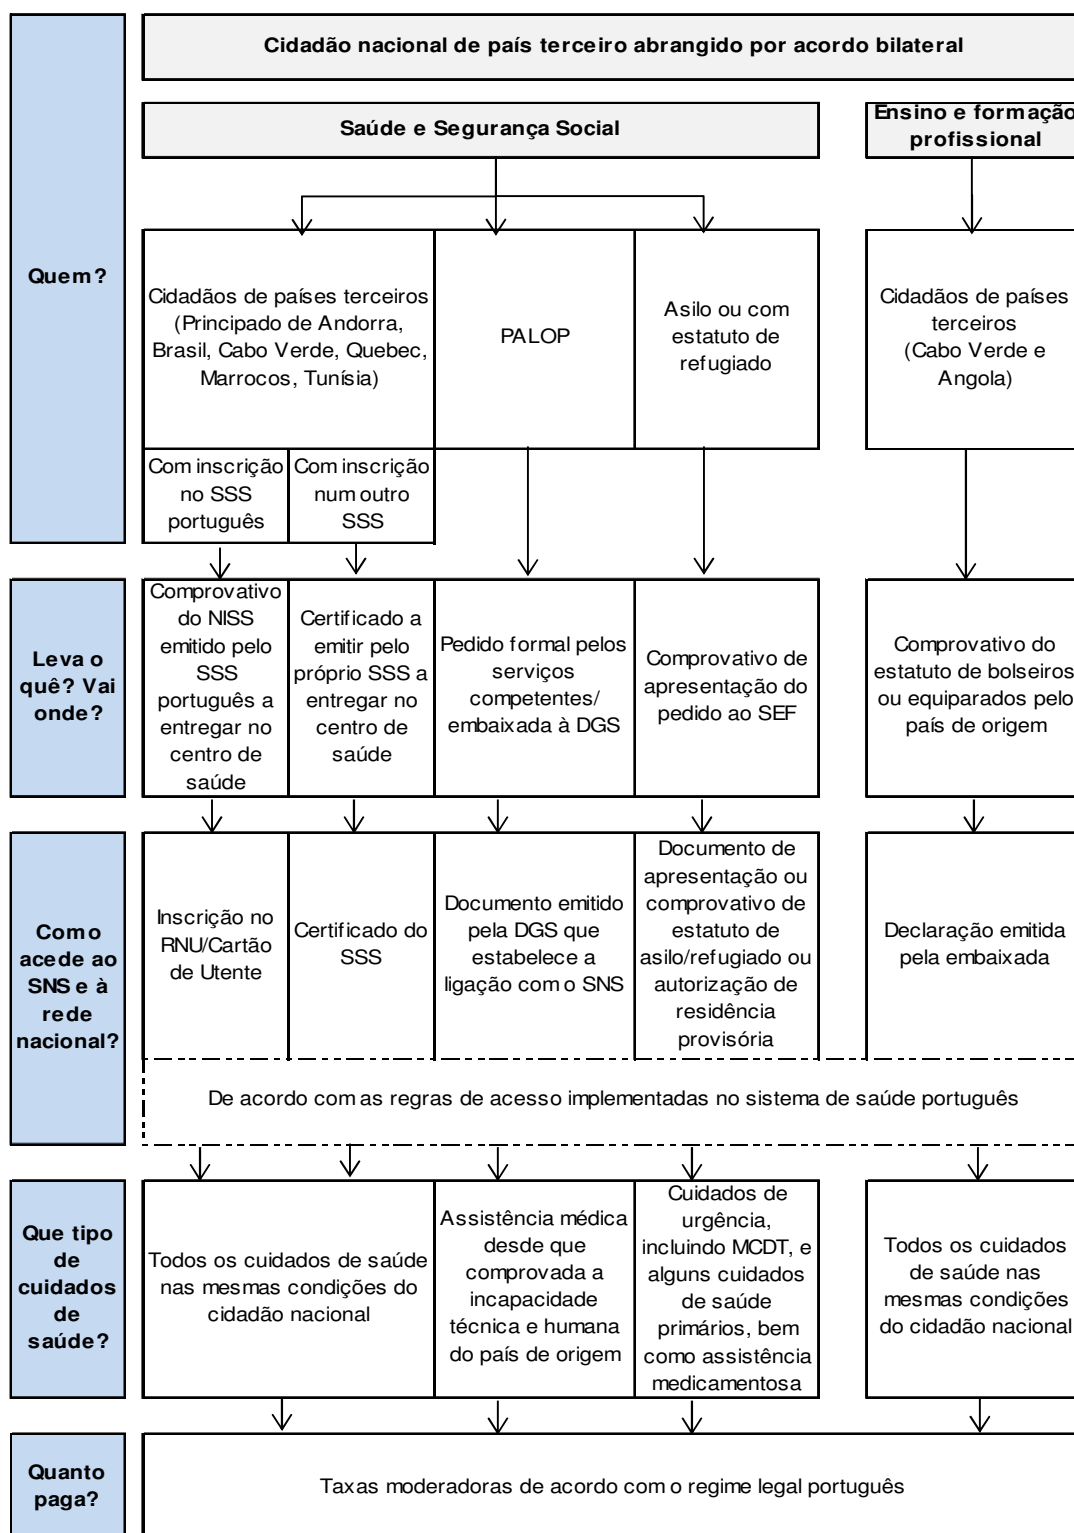 Cidadão nacional de país terceiro abrangido por acordo bilateral
Saúde e Segurança Social
Ensino e formação
profissional
Quem?
Cidadãos de países terceiros
(Principado de Andorra,
Brasil, Cabo Verde, Quebec,
Marrocos, Tunísia)
PALOP
Asilo ou com
estatuto de
refugiado
Cidadãos de países
terceiros
(Cabo Verde e
Angola)
Com inscrição
no SSS
português
Com inscrição
num outro
SSS
Leva o
quê? Vai
onde?
Comprovativo
do NISS
emitido pelo
SSS
português a
entregar no
centro de
saúde
Certificado a
emitir pelo
próprio SSS a
entregar no
centro de
saúde
Pedido formal pelos
serviços
competentes/
embaixada à DGS
Comprovativo de
apresentação do
pedido ao SEF
Comprovativo do
estatuto de bolseiros
ou equiparados pelo
país de origem
Como
acede ao
SNS e à
rede
nacional?
Inscrição no
RNU/Cartão
de Utente
Certificado do
SSS
Documento emitido
pela DGS que
estabelece a
ligação com o SNS
Documento de
apresentação ou
comprovativo de
estatuto de
asilo/refugiado ou
autorização de
residência
provisória
Declaração emitida
pela embaixada
De acordo com as regras de acesso implementadas no sistema de saúde português
Que tipo
de
cuidados
de
saúde?
Todos os cuidados de saúde
nas mesmas condições do
cidadão nacional
Assistência médica
desde que
comprovada a
incapacidade
técnica e humana
do país de origem
Cuidados de
urgência,
incluindo MCDT, e
alguns cuidados
de saúde
primários, bem
como assistência
medicamentosa
Todos os cuidados
de saúde nas
mesmas condições
do cidadão nacional
Quanto
paga?
Taxas moderadoras de acordo com o regime legal português